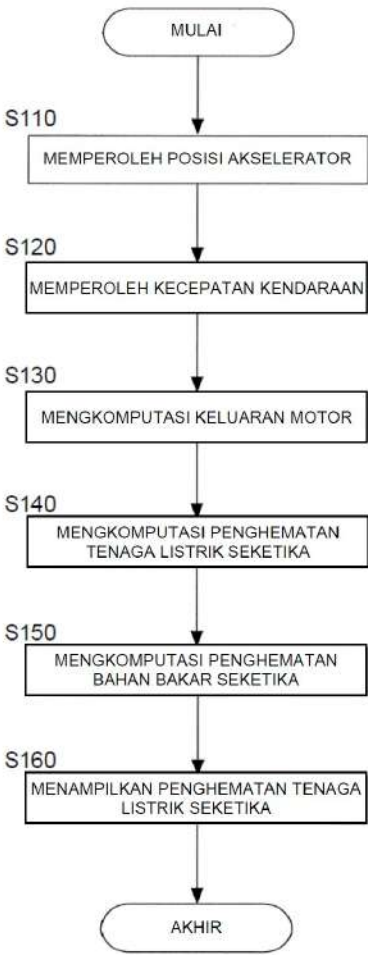 MULAI
S110
MEMPEROLEH POSISI AKSELERATOR
S120
MEMPEROLEH KECEPATAN KENDARAAN
S130
MENGKOMPUTASI KELUARAN MOTOR
S140
MENGKOMPUTASI PENGHEMATAN
TENAGA LISTRIK SEKETIKA
S150
MENGKOMPUTASI PENGHEMATAN
BAHAN BAKAR SEKETIKA
S160
MENAMPILKAN PENGHEMATAN TENAGA
LISTRIK SEKETIKA
AKHIR